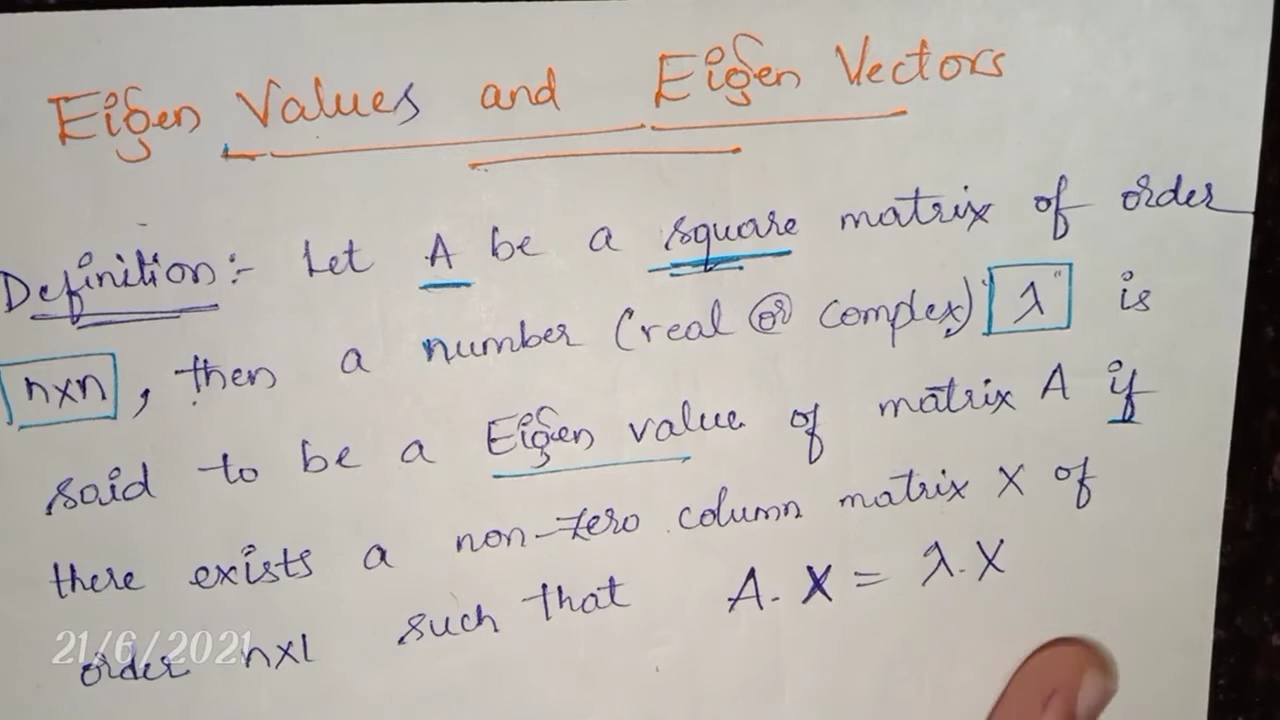 Eigen Values and Eigen Vectors
Definition:- Let A be a square matrix of order
n×n, then a number (real or complex) "λ" is
said to be a Eigen value of matrix A if
there exists a non-zero column matrix X of
order n×1 such that A. X = λ. X
21/6/2021